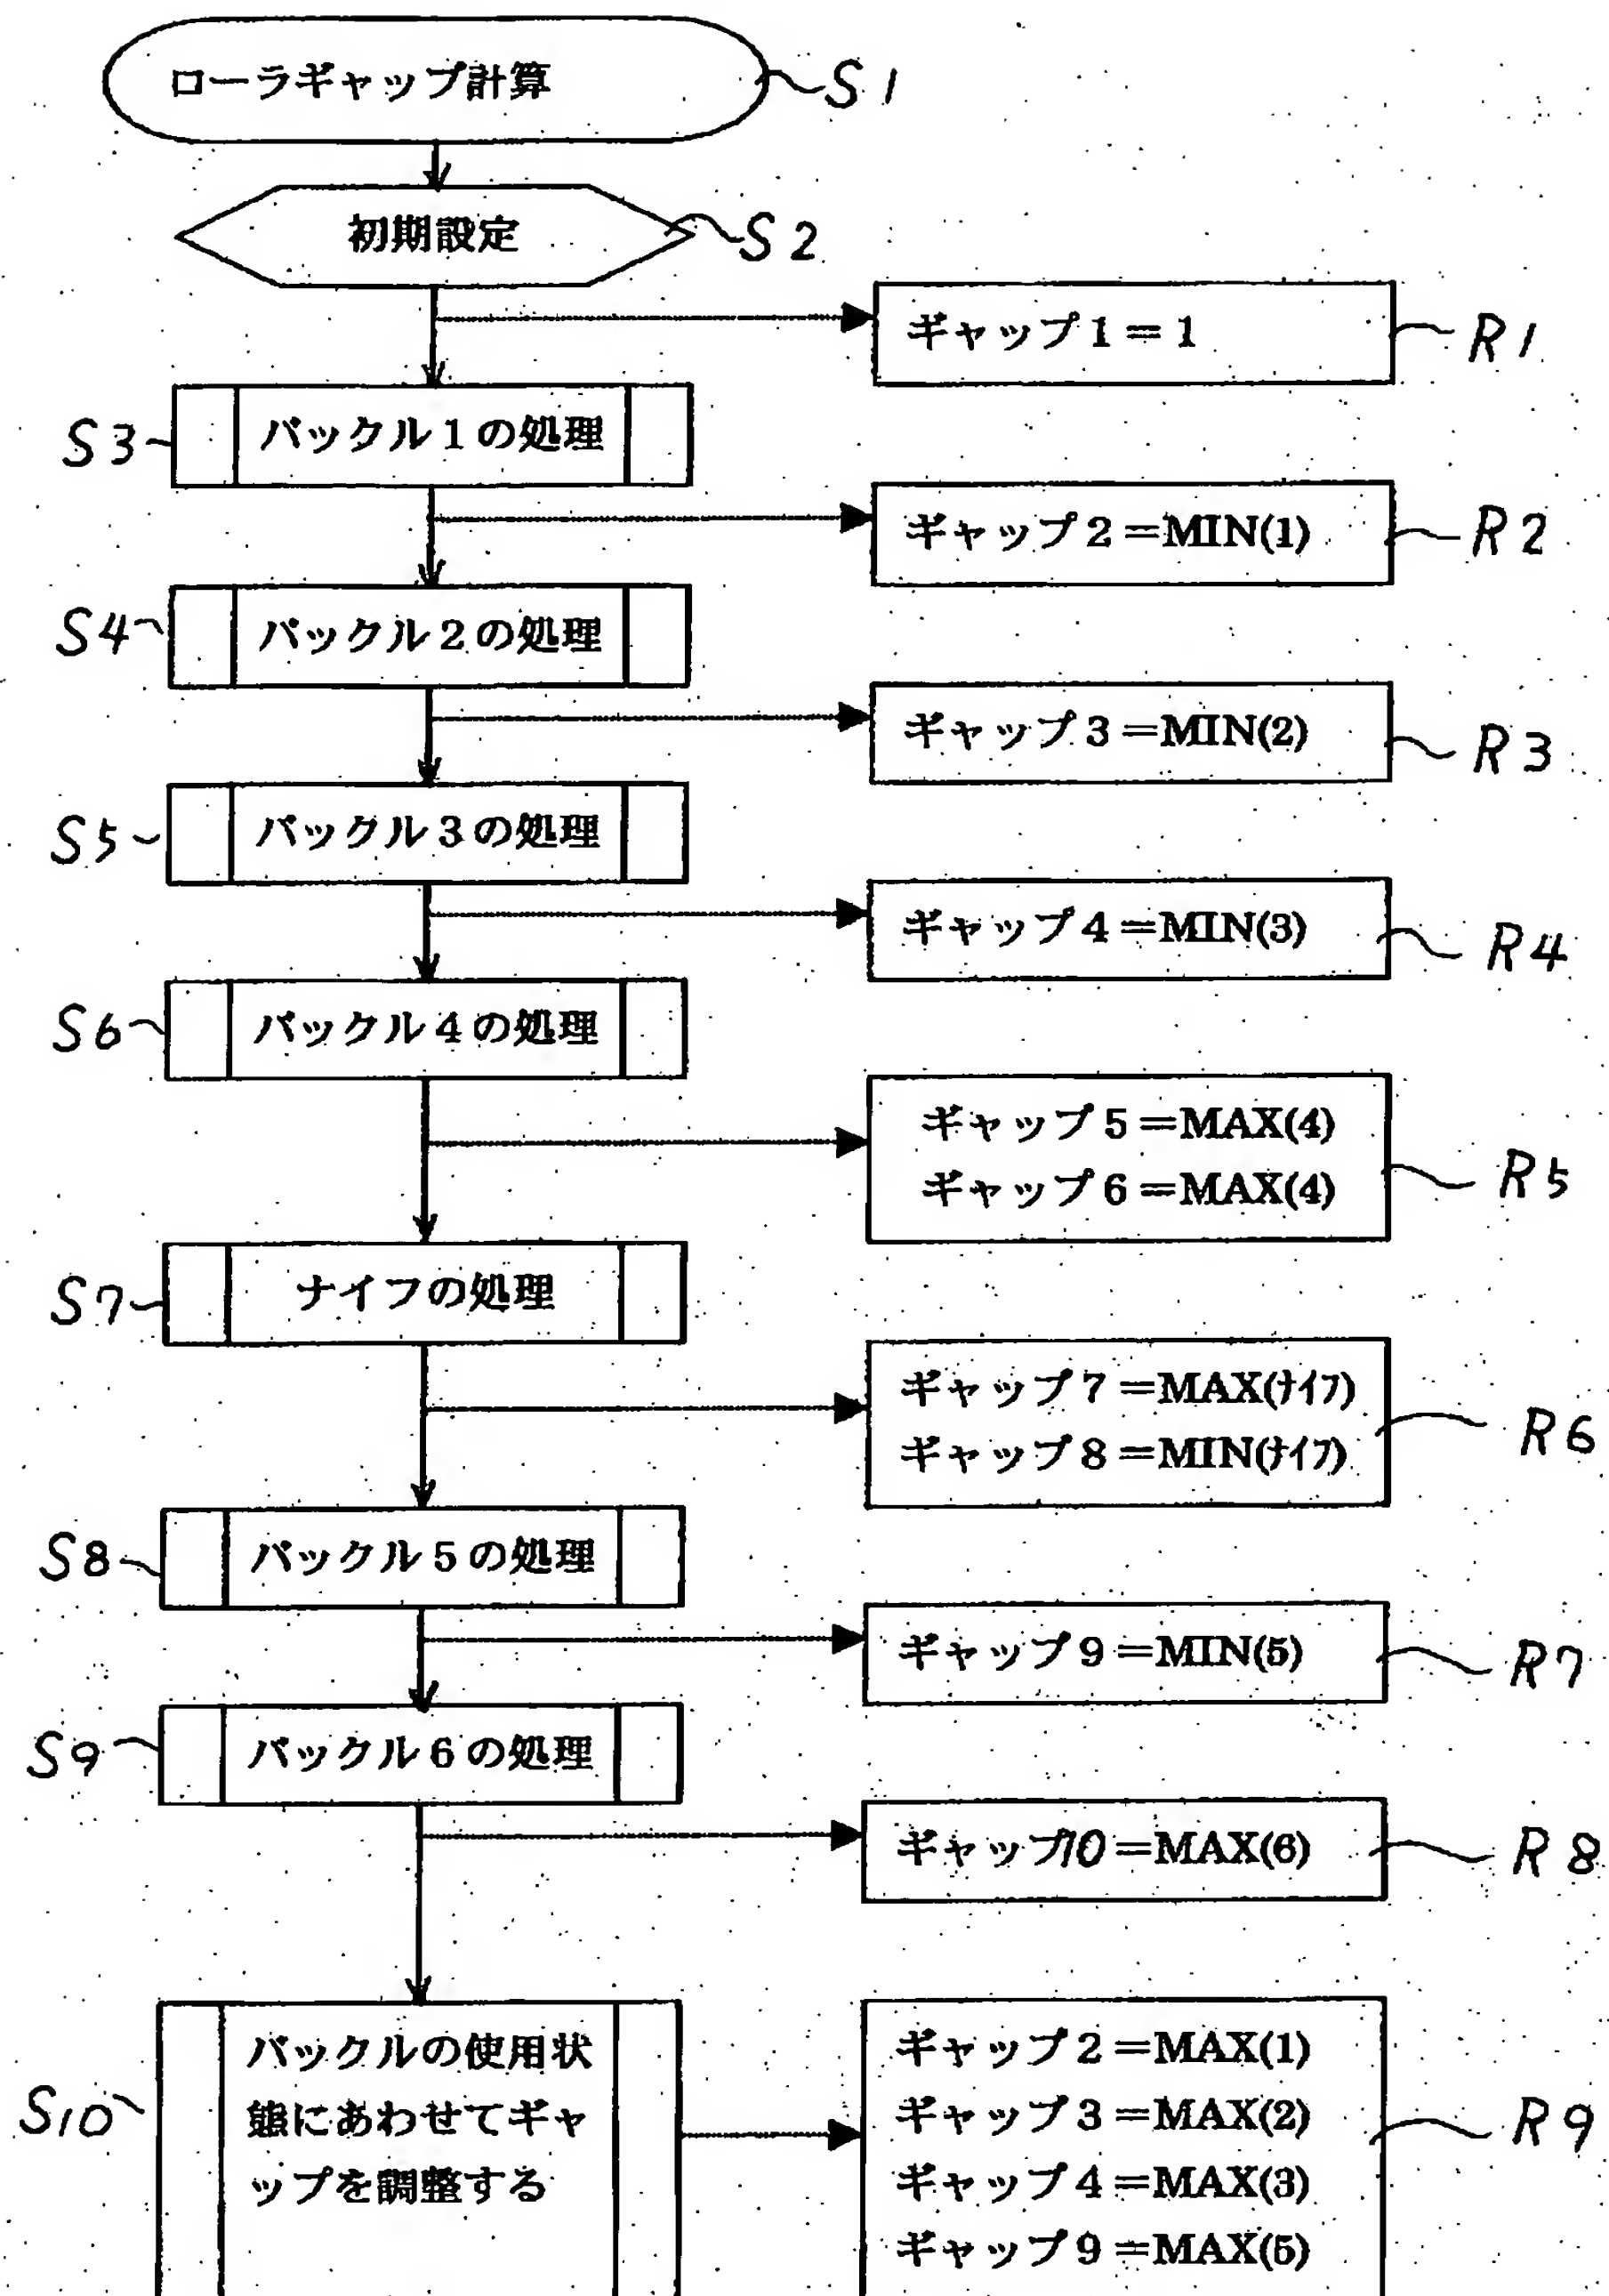 ローラギャップ計算
S1
初期設定
S2
ギャップ1=1
R1
S3
バックル1の処理
ギャップ2=MIN(1)
R2
S4
バックル2の処理
ギャップ3=MIN(2)
R3
S5
バックル3の処理
ギャップ4=MIN(3)
R4
S6
バックル4の処理
ギャップ5=MAX(4)
ギャップ6=MAX(4)
R5
S7
ナイフの処理
ギャップ7=MAX(ﾅｲﾌ)
ギャップ8=MIN(ﾅｲﾌ)
R6
S8
バックル5の処理
ギャップ9=MIN(5)
R7
S9
バックル6の処理
ギャップ10=MAX(6)
R8
S10
バックルの使用状
態にあわせてギャ
ップを調整する
ギャップ2=MAX(1)
ギャップ3=MAX(2)
ギャップ4=MAX(3)
ギャップ9=MAX(5)
R9